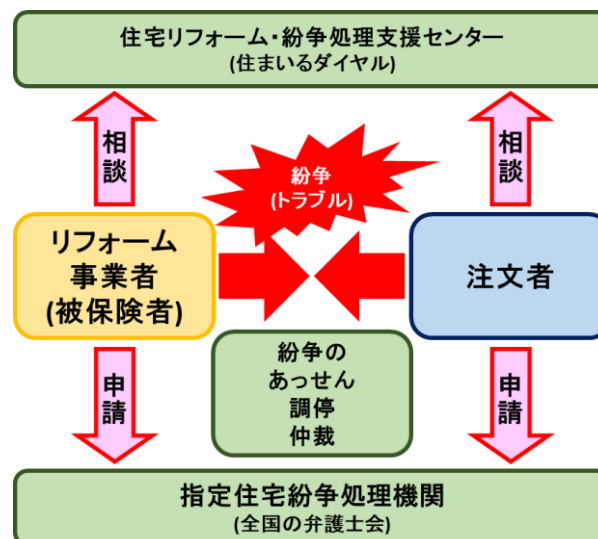 住宅リフォーム・紛争処理支援センター
(住まいるダイヤル)
相談
紛争
(トラブル)
相談
リフォーム
事業者
(被保険者)
注文者
紛争の
あっせん
調停
仲裁
申請
申請
指定住宅紛争処理機関
(全国の弁護士会)